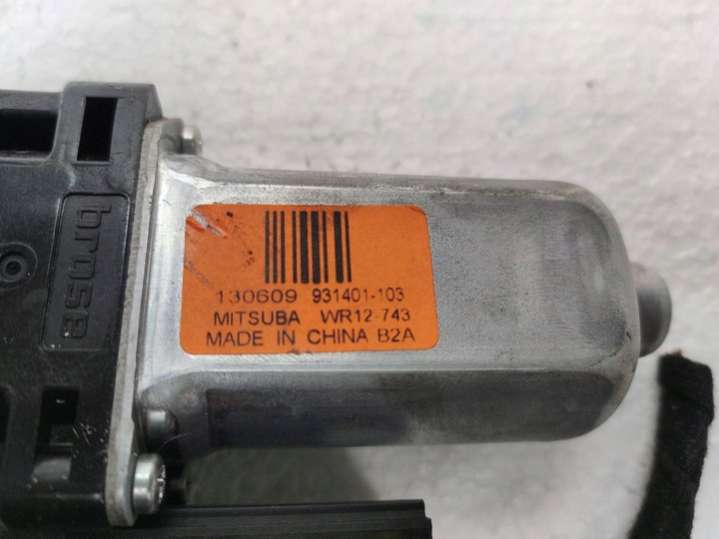 brose
130609 931401-103
MITSUBA WR12-743
MADE IN CHINA B2A